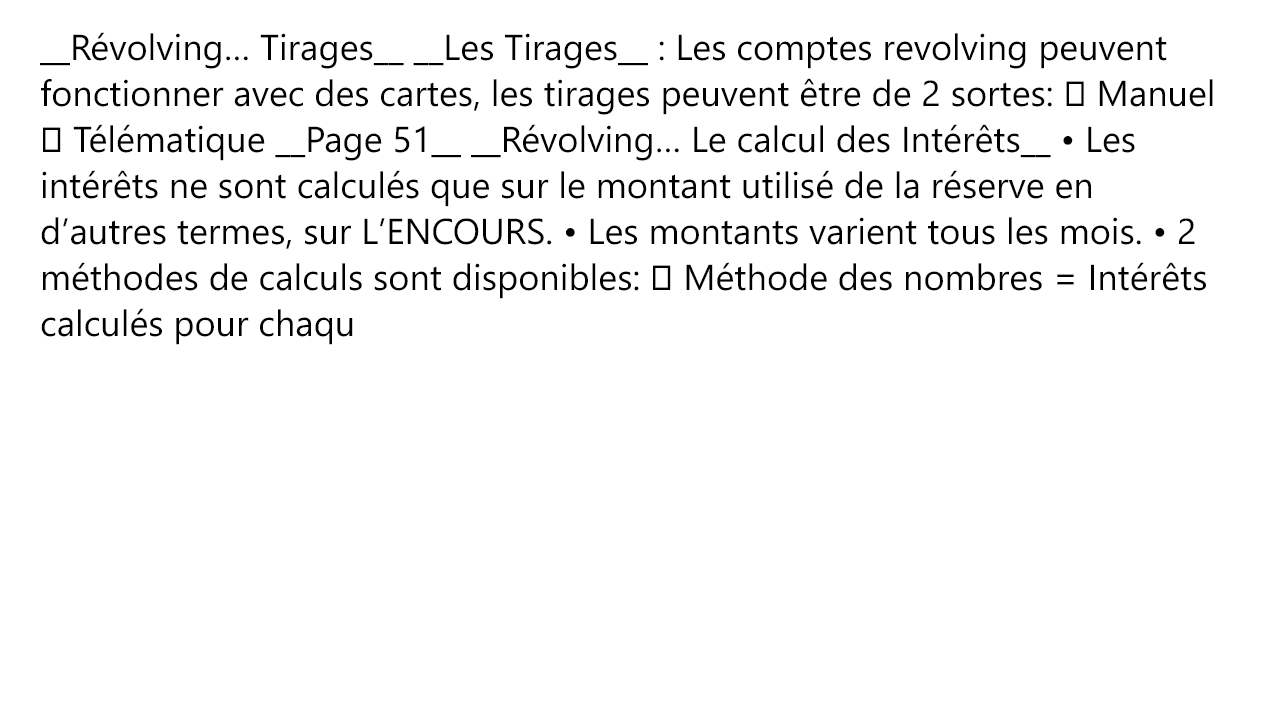 __Révolving… Tirages__ __Les Tirages__ : Les comptes revolving peuvent
fonctionner avec des cartes, les tirages peuvent être de 2 sortes:  Manuel
 Télématique __Page 51__ __Révolving… Le calcul des Intérêts__ • Les
intérêts ne sont calculés que sur le montant utilisé de la réserve en
d’autres termes, sur L’ENCOURS. • Les montants varient tous les mois. • 2
méthodes de calculs sont disponibles:  Méthode des nombres = Intérêts
calculés pour chaqu